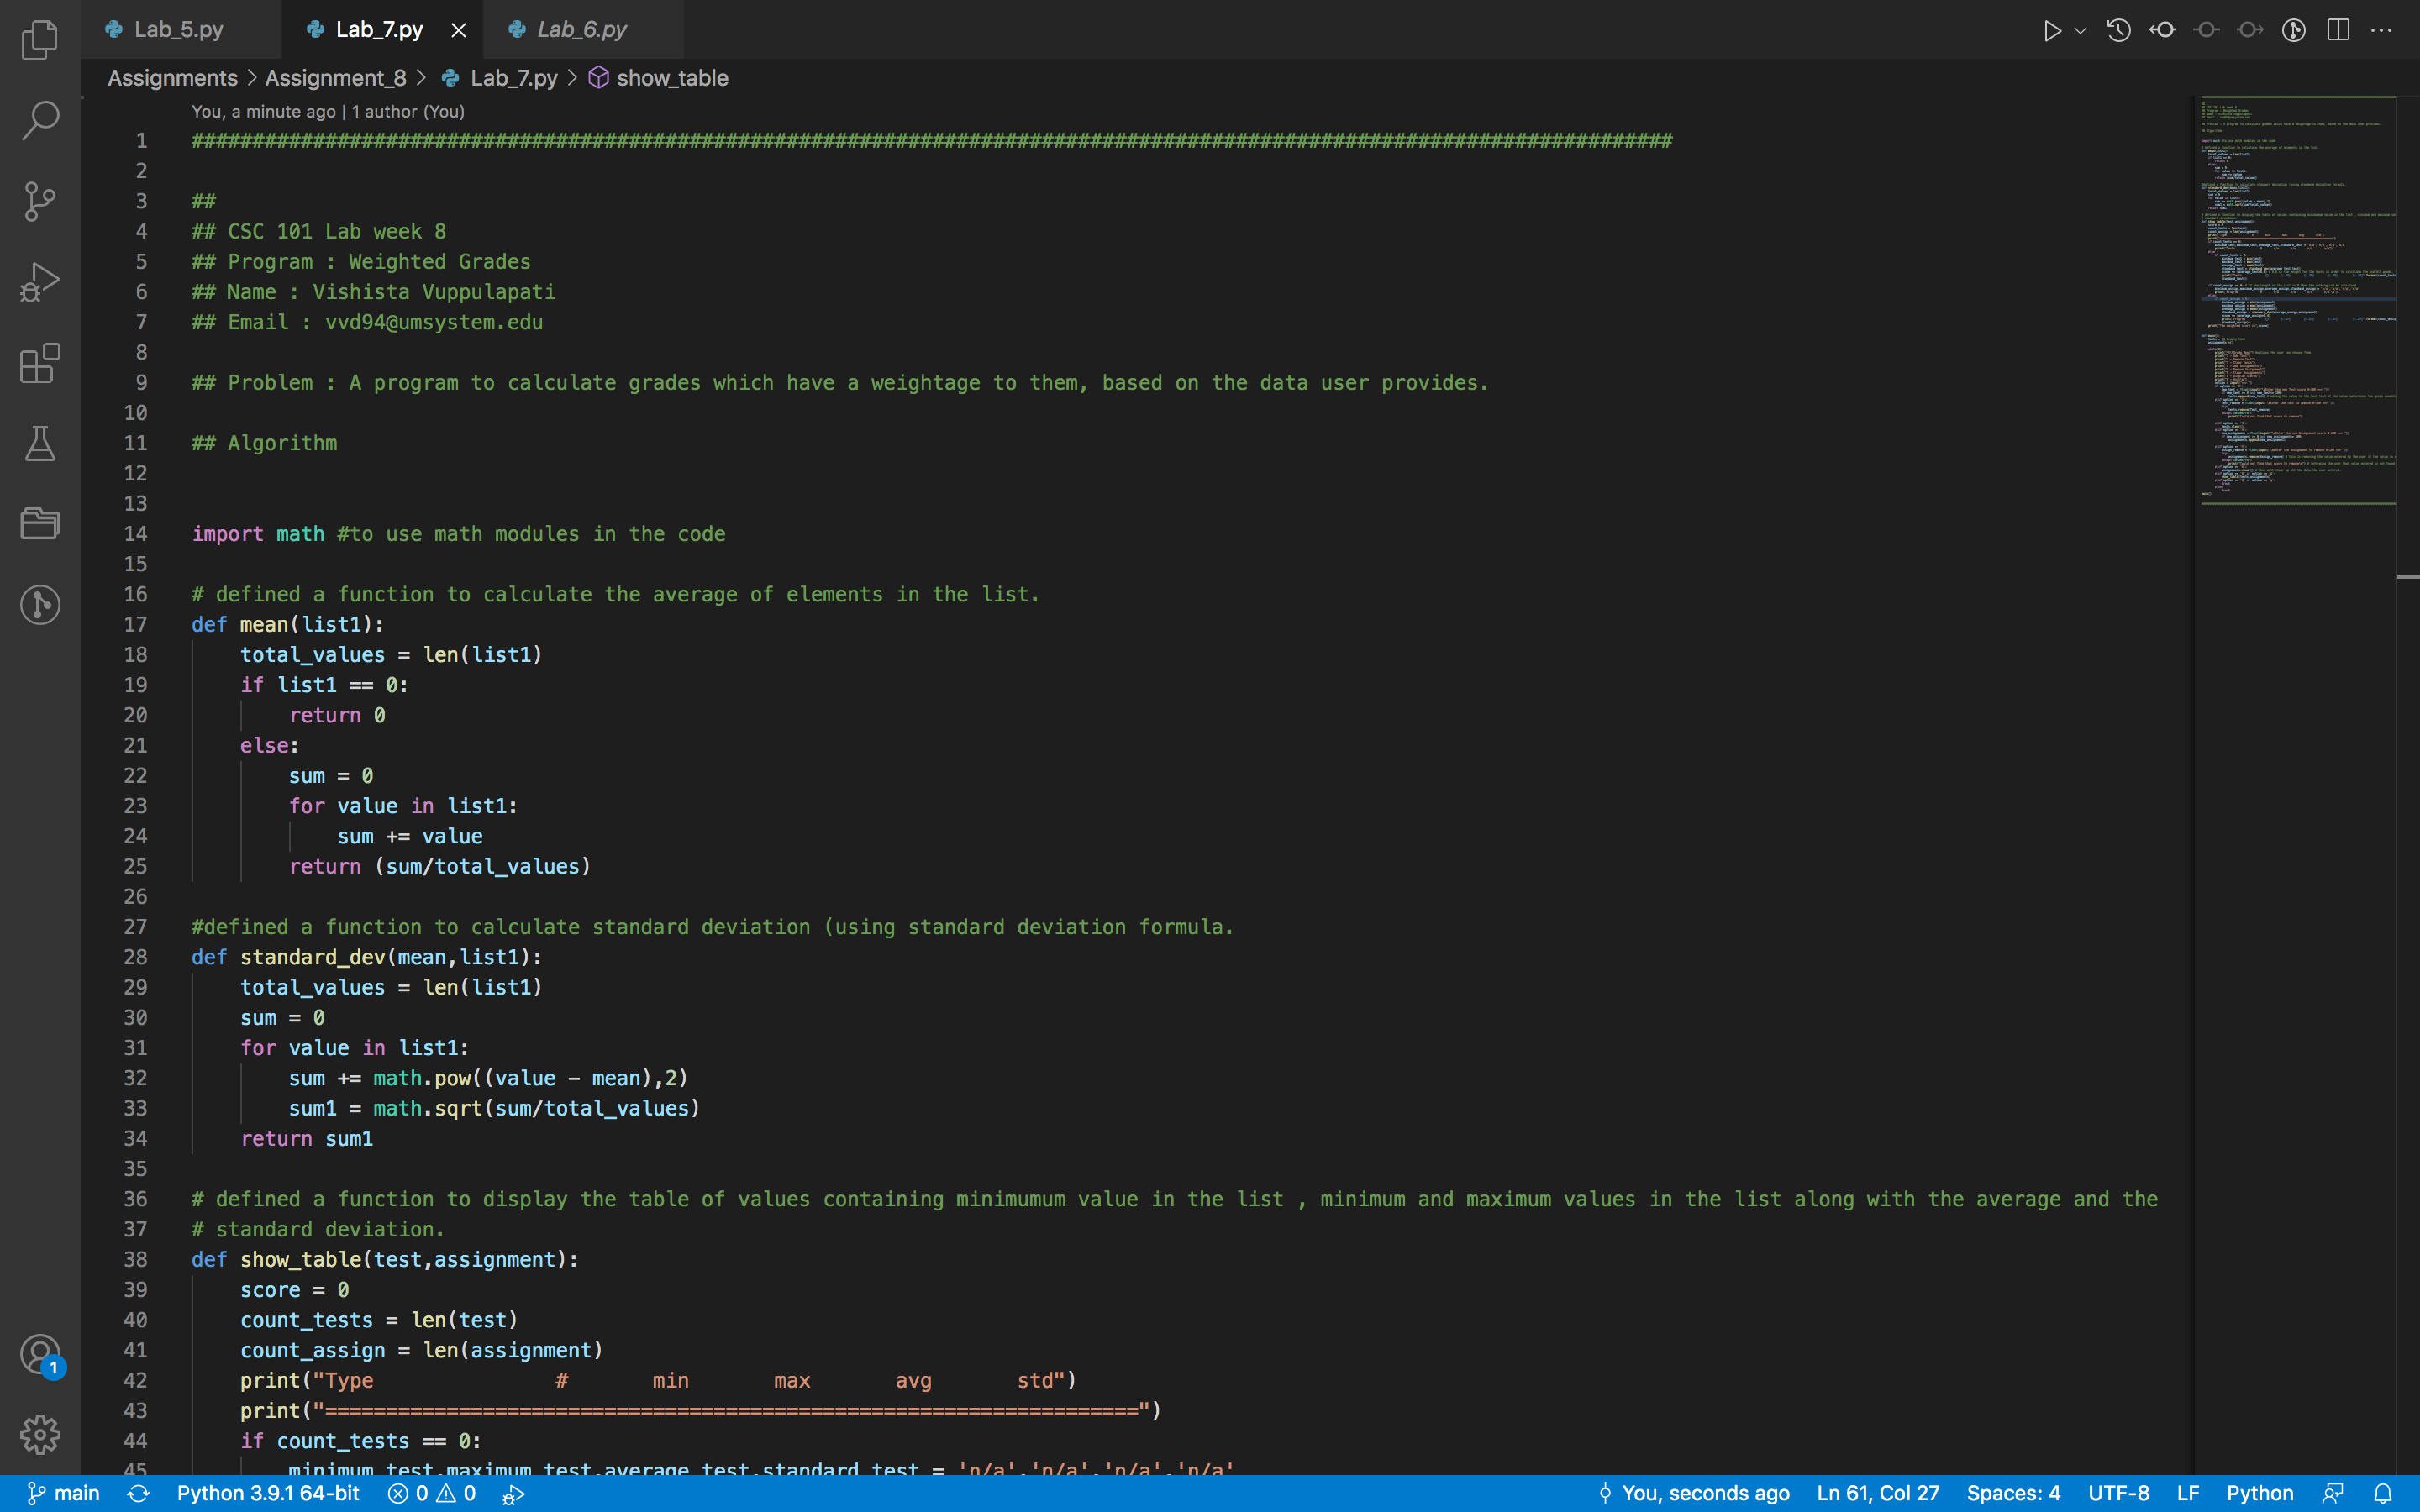 Lab_5.py Lab_7.py Lab_6.py
Assignments > Assignment_8 > Lab_7.py > show_table
You, a minute ago | 1 author (You)
1 ##########################################################################################################################
2
3 ##
4 ## CSC 101 Lab week 8
5 ## Program : Weighted Grades
6 ## Name : Vishista Vuppulapati
7 ## Email : vvd94@umsystem.edu
8
9 ## Problem : A program to calculate grades which have a weightage to them, based on the data user provides.
10
11 ## Algorithm
12
13
14 import math #to use math modules in the code
15
16 # defined a function to calculate the average of elements in the list.
17 def mean(list1):
18     total_values = len(list1)
19     if list1 == 0:
20         return 0
21     else:
22         sum = 0
23         for value in list1:
24             sum += value
25         return (sum/total_values)
26
27 #defined a function to calculate standard deviation (using standard deviation formula.
28 def standard_dev(mean,list1):
29     total_values = len(list1)
30     sum = 0
31     for value in list1:
32         sum += math.pow((value - mean),2)
33         sum1 = math.sqrt(sum/total_values)
34     return sum1
35
36 # defined a function to display the table of values containing minimumum value in the list , minimum and maximum values in the list along with the average and the
37 # standard deviation.
38 def show_table(test,assignment):
39     score = 0
40     count_tests = len(test)
41     count_assign = len(assignment)
42     print("Type               #       min       max       avg       std")
43     print("===================================================================")
44     if count_tests == 0:
45         minimum_test,maximum_test,average_test,standard_test = 'n/a','n/a','n/a','n/a'
1
main Python 3.9.1 64-bit 0 0 You, seconds ago Ln 61, Col 27 Spaces: 4 UTF-8 LF Python